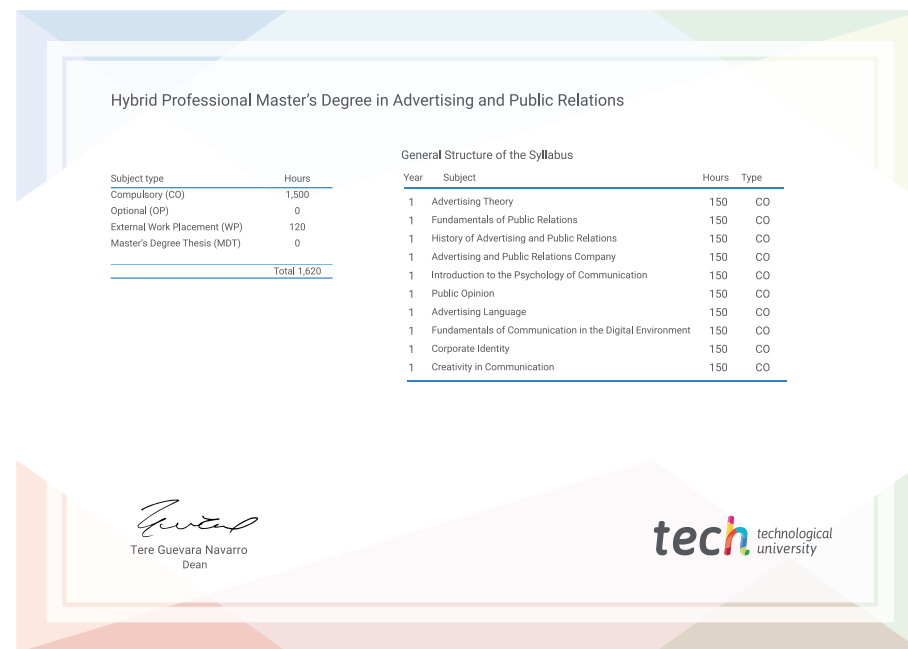 Hybrid Professional Master's Degree in Advertising and Public Relations
General Structure of the Syllabus
Subject type Hours
Compulsory (CO) 1,500
Optional (OP) 0
External Work Placement (WP) 120
Master's Degree Thesis (MDT) 0
Total 1,620
Year Subject Hours Type
1 Advertising Theory 150 CO
1 Fundamentals of Public Relations 150 CO
1 History of Advertising and Public Relations 150 CO
1 Advertising and Public Relations Company 150 CO
1 Introduction to the Psychology of Communication 150 CO
1 Public Opinion 150 CO
1 Advertising Language 150 CO
1 Fundamentals of Communication in the Digital Environment 150 CO
1 Corporate Identity 150 CO
1 Creativity in Communication 150 CO
Tere Guevara Navarro
Dean
tech technological
university